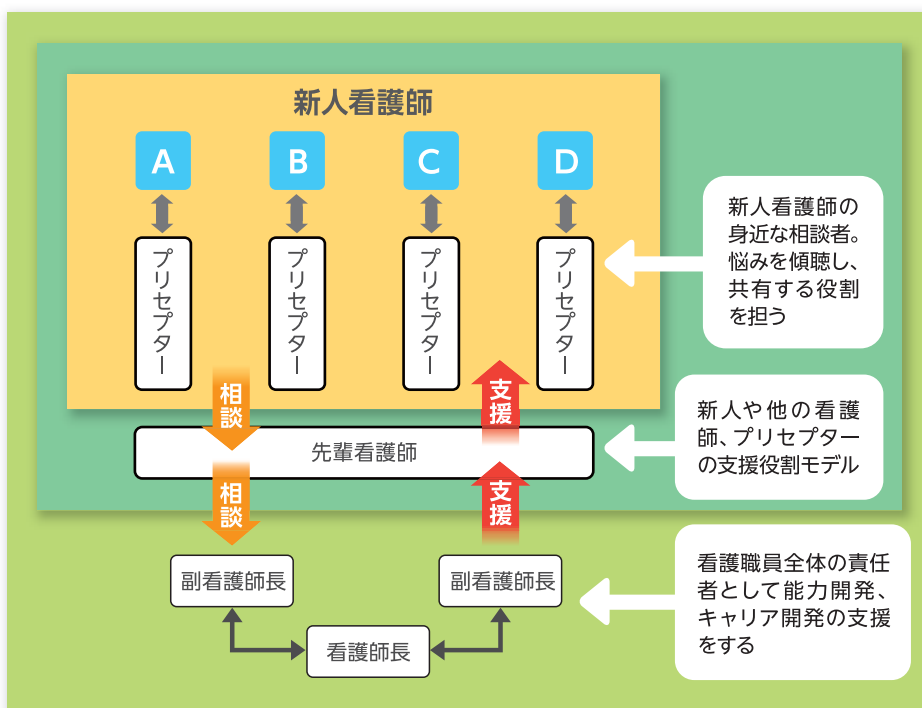 新人看護師
A
B
C
D
プリセプター
プリセプター
プリセプター
プリセプター
新人看護師の
身近な相談者。
悩みを傾聴し、
共有する役割
を担う
相談
支援
先輩看護師
新人や他の看護
師、プリセプター
の支援役割モデル
相談
支援
副看護師長
副看護師長
看護師長
看護職員全体の責任
者として能力開発、
キャリア開発の支援
をする